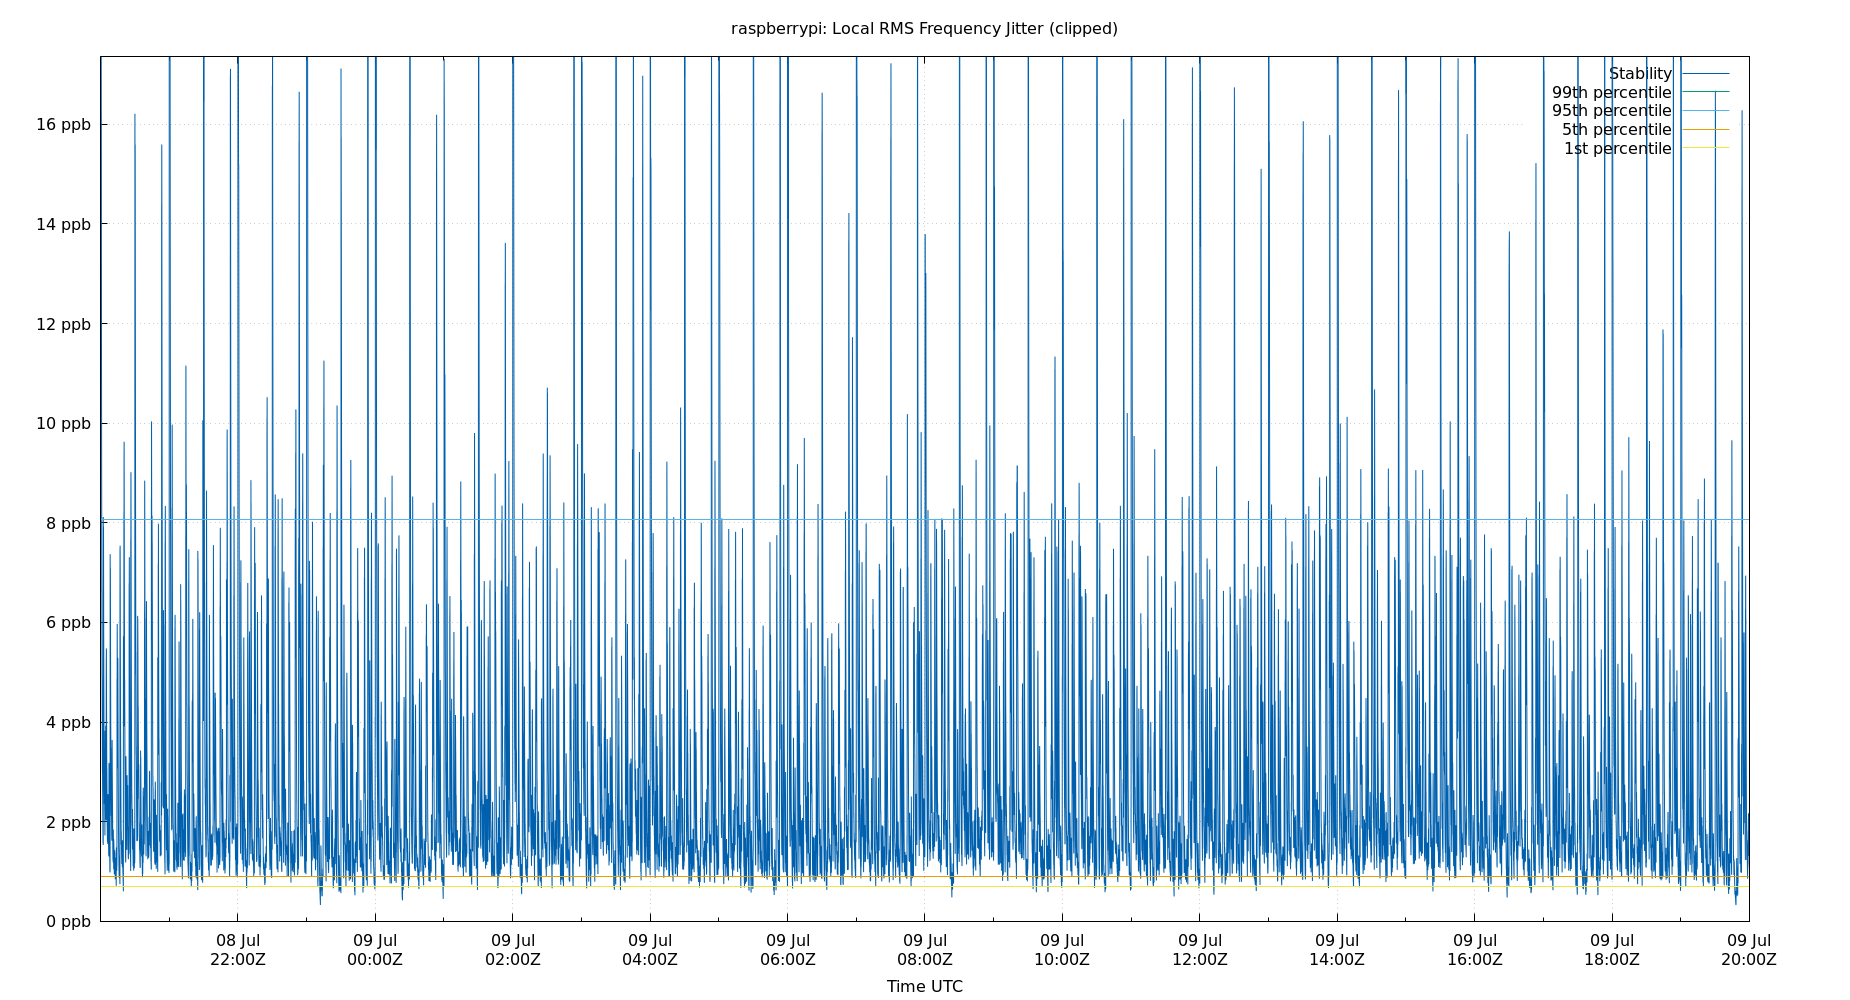 raspberrypi: Local RMS Frequency Jitter (clipped)
Stability
99th percentile
95th percentile
5th percentile
1st percentile
16 ppb
14 ppb
12 ppb
10 ppb
8 ppb
6 ppb
4 ppb
2 ppb
0 ppb
08 Jul 09 Jul 09 Jul 09 Jul 09 Jul 09 Jul 09 Jul 09 Jul 09 Jul 09 Jul 09 Jul 09 Jul
22:00Z 00:00Z 02:00Z 04:00Z 06:00Z 08:00Z 10:00Z 12:00Z 14:00Z 16:00Z 18:00Z 20:00Z
Time UTC